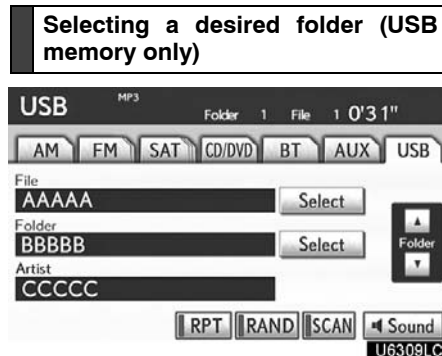 Selecting a desired folder (USB
memory only)
USB MP3 Folder 1 File 1 0'31"
AM FM SAT CD/DVD BT AUX USB
File
AAAAA Select
Folder
BBBBB Select
Folder
Artist
CCCCC
RPT RAND SCAN Sound
U6309LC